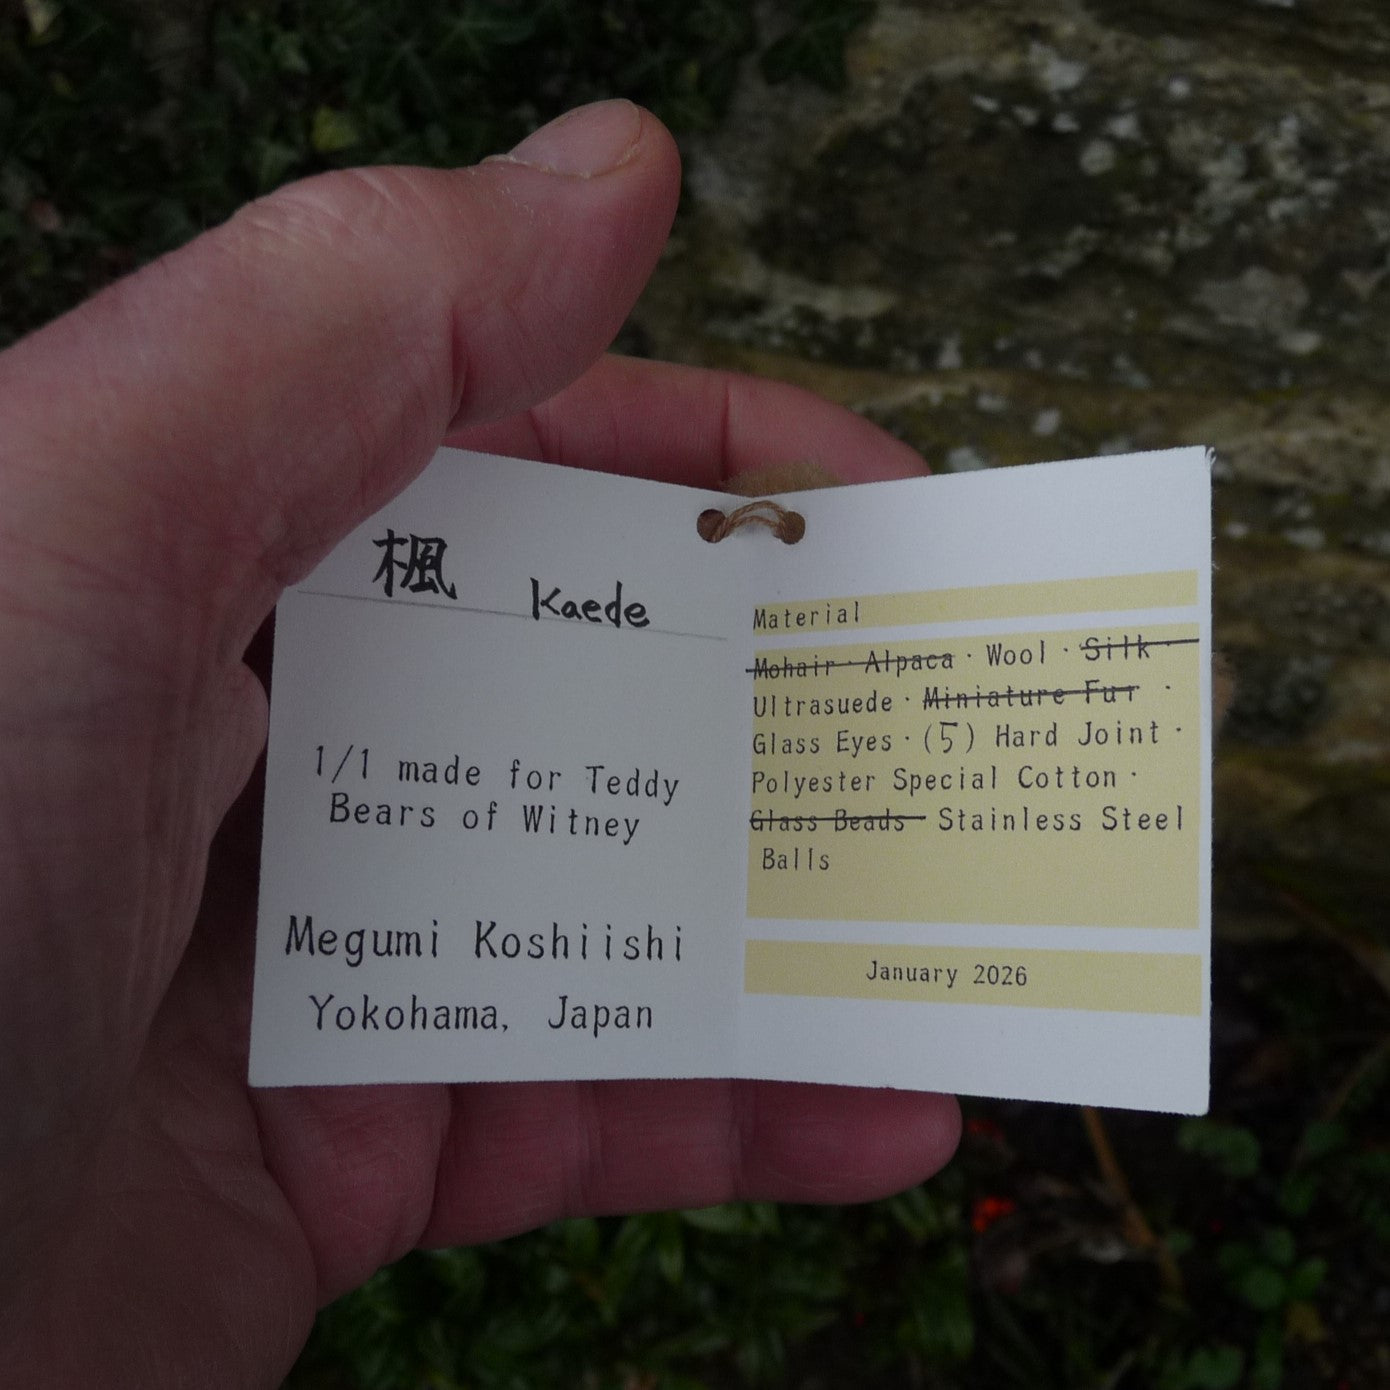 楓 Kaede
1/1 made for Teddy
Bears of Witney
Megumi Koshiishi
Yokohama, Japan
Material
Mohair · Alpaca · Wool · Silk ·
Ultrasuede · Miniature Fur ·
Glass Eyes · (5) Hard Joint ·
Polyester Special Cotton ·
Glass Beads Stainless Steel
Balls
January 2026